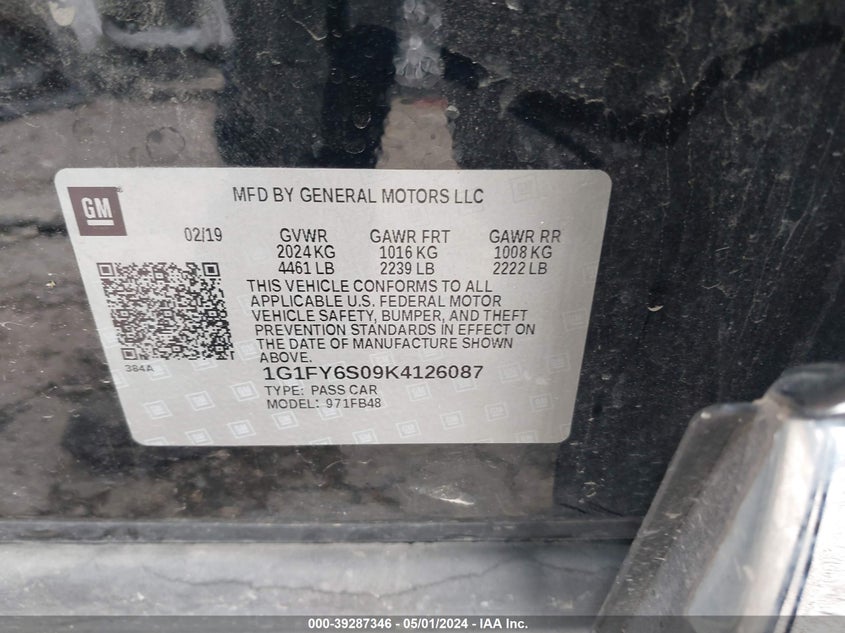 GM
MFD BY GENERAL MOTORS LLC
02/19 GVWR GAWR FRT GAWR RR
2024 KG 1016 KG 1008 KG
4461 LB 2239 LB 2222 LB
THIS VEHICLE CONFORMS TO ALL
APPLICABLE U.S. FEDERAL MOTOR
VEHICLE SAFETY, BUMPER, AND THEFT
PREVENTION STANDARDS IN EFFECT ON
THE DATE OF MANUFACTURE SHOWN
ABOVE.
384A
1G1FY6S09K4126087
TYPE: PASS CAR
MODEL: 971FB48
000-39287346 - 05/01/2024 - IAA Inc.